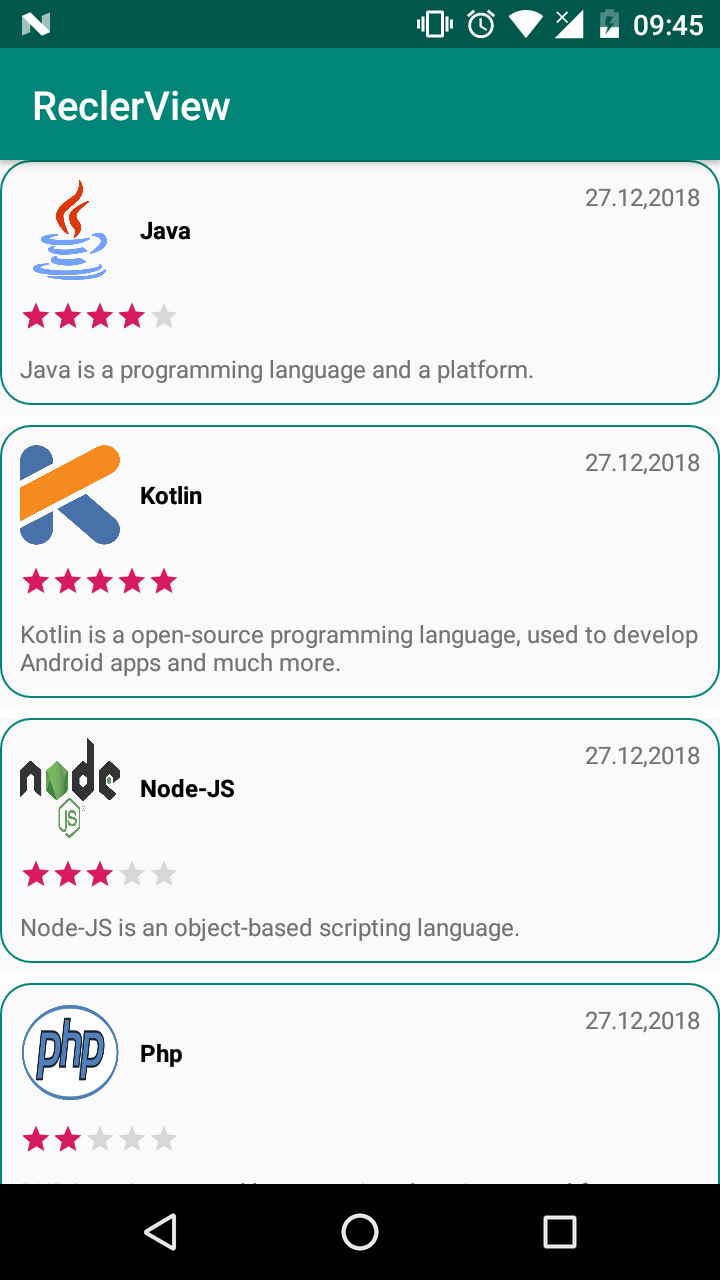 09:45
ReclerView
27.12,2018
Java
Java is a programming language and a platform.
27.12,2018
Kotlin
Kotlin is a open-source programming language, used to develop
Android apps and much more.
node
JS
27.12,2018
Node-JS
Node-JS is an object-based scripting language.
php
27.12,2018
Php